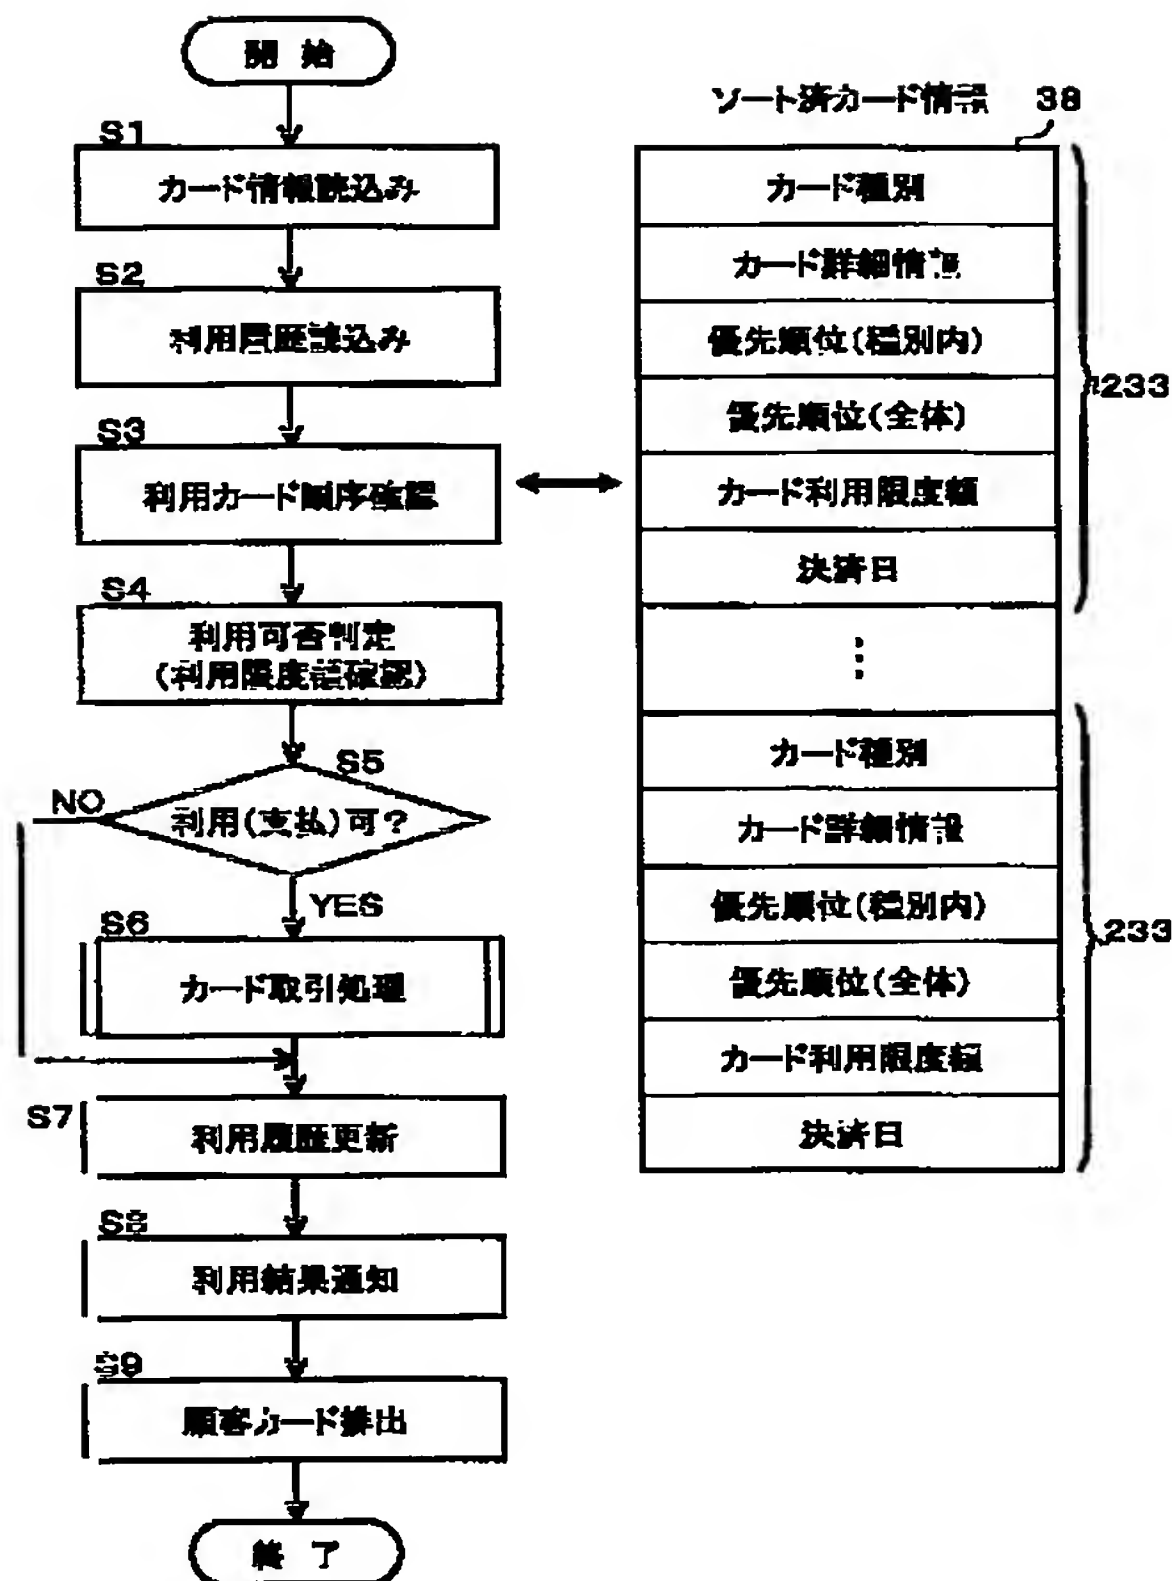 開 始
S1
カード情報読込み
S2
利用履歴読込み
S3
利用カード順序確認
S4
利用可否判定
(利用限度額確認)
S5
利用(支払)可?
NO
YES
S6
カード取引処理
S7
利用履歴更新
S8
利用結果通知
S9
顧客カード排出
終 了
ソート済カード情報 38
カード種別
カード詳細情報
優先順位(種別内)
優先順位(全体)
カード利用限度額
決済日
233
⋮
カード種別
カード詳細情報
優先順位(種別内)
優先順位(全体)
カード利用限度額
決済日
233